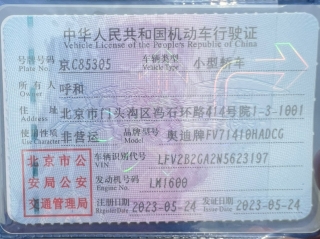 中华人民共和国机动车行驶证
Vehicle License of the People's Republic of China
号牌号码 京C85305 车辆类型 小型轿车
Plate No. Vehicle Type
所有人 呼和
Owner
住址 北京市门头沟区鸦石环路414号院1-3-1001
Address
使用性质 非营运 品牌型号 奥迪牌FV71410HADCG
Use Character Model
北京市公 车辆识别代号 LFV2B2GA2N5623197
VIN
安局公安 发动机号码 LM1600
Engine No.
交通管理局 注册日期 2023-05-24 发证日期 2023-05-24
Register Date Issue Date